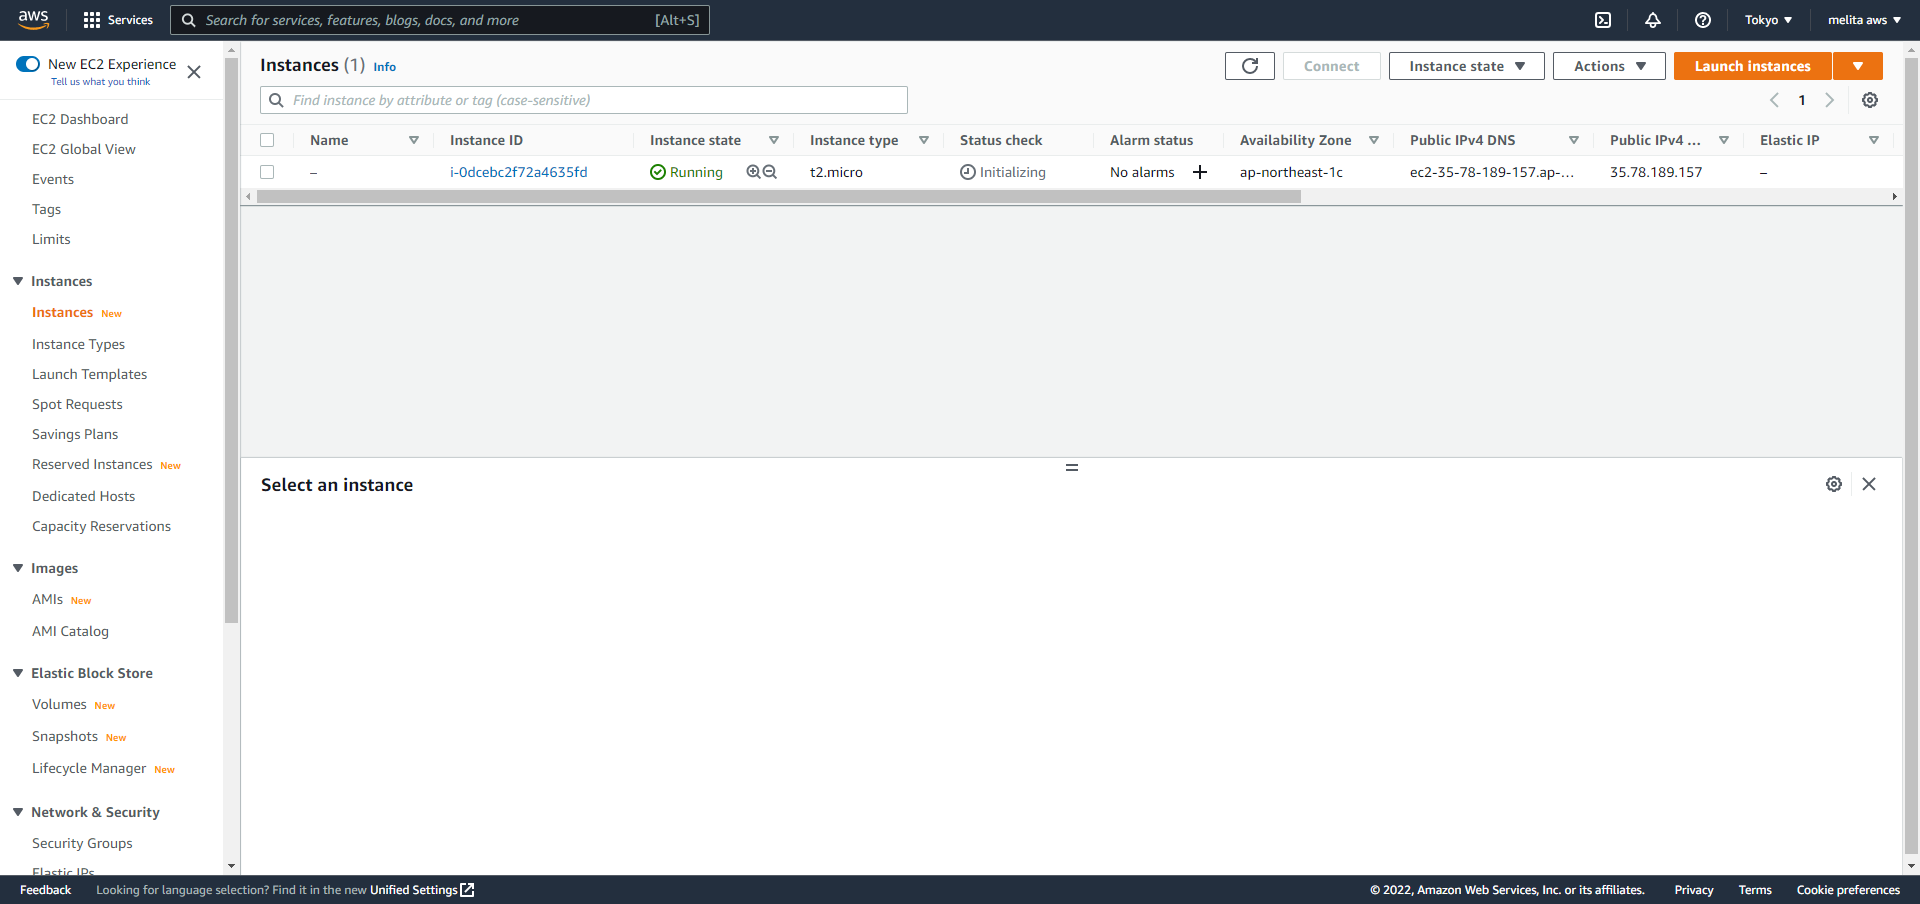 aws
Services
Search for services, features, blogs, docs, and more
[Alt+S]
Tokyo ▼
melita aws ▼
New EC2 Experience
Tell us what you think
EC2 Dashboard
EC2 Global View
Events
Tags
Limits
Instances
Instances New
Instance Types
Launch Templates
Spot Requests
Savings Plans
Reserved Instances New
Dedicated Hosts
Capacity Reservations
Images
AMIs New
AMI Catalog
Elastic Block Store
Volumes New
Snapshots New
Lifecycle Manager New
Network & Security
Security Groups
Elastic IPs
Instances (1) Info
Connect
Instance state
Actions
Launch instances
Find instance by attribute or tag (case-sensitive)
1
Name
Instance ID
Instance state
Instance type
Status check
Alarm status
Availability Zone
Public IPv4 DNS
Public IPv4 ...
Elastic IP
–
i-0dcebc2f72a4635fd
Running
t2.micro
Initializing
No alarms
ap-northeast-1c
ec2-35-78-189-157.ap-...
35.78.189.157
–
Select an instance
Feedback
Looking for language selection? Find it in the new Unified Settings
© 2022, Amazon Web Services, Inc. or its affiliates.
Privacy
Terms
Cookie preferences